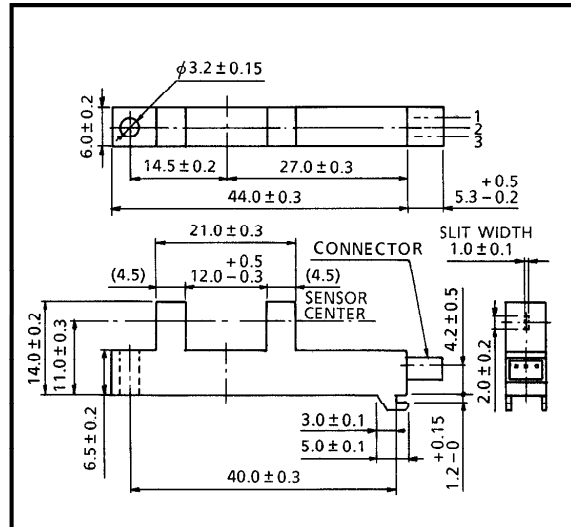 φ3.2 ± 0.15
6.0 ± 0.2
1
2
3
14.5 ± 0.2
27.0 ± 0.3
44.0 ± 0.3
+ 0.5
5.3 – 0.2
21.0 ± 0.3
CONNECTOR
SLIT WIDTH
1.0 ± 0.1
(4.5)
+ 0.5
12.0 – 0.3
(4.5)
SENSOR
CENTER
14.0 ± 0.2
11.0 ± 0.3
6.5 ± 0.2
4.2 ± 0.5
2.0 ± 0.2
3.0 ± 0.1
5.0 ± 0.1
+ 0.15
1.2 – 0
40.0 ± 0.3